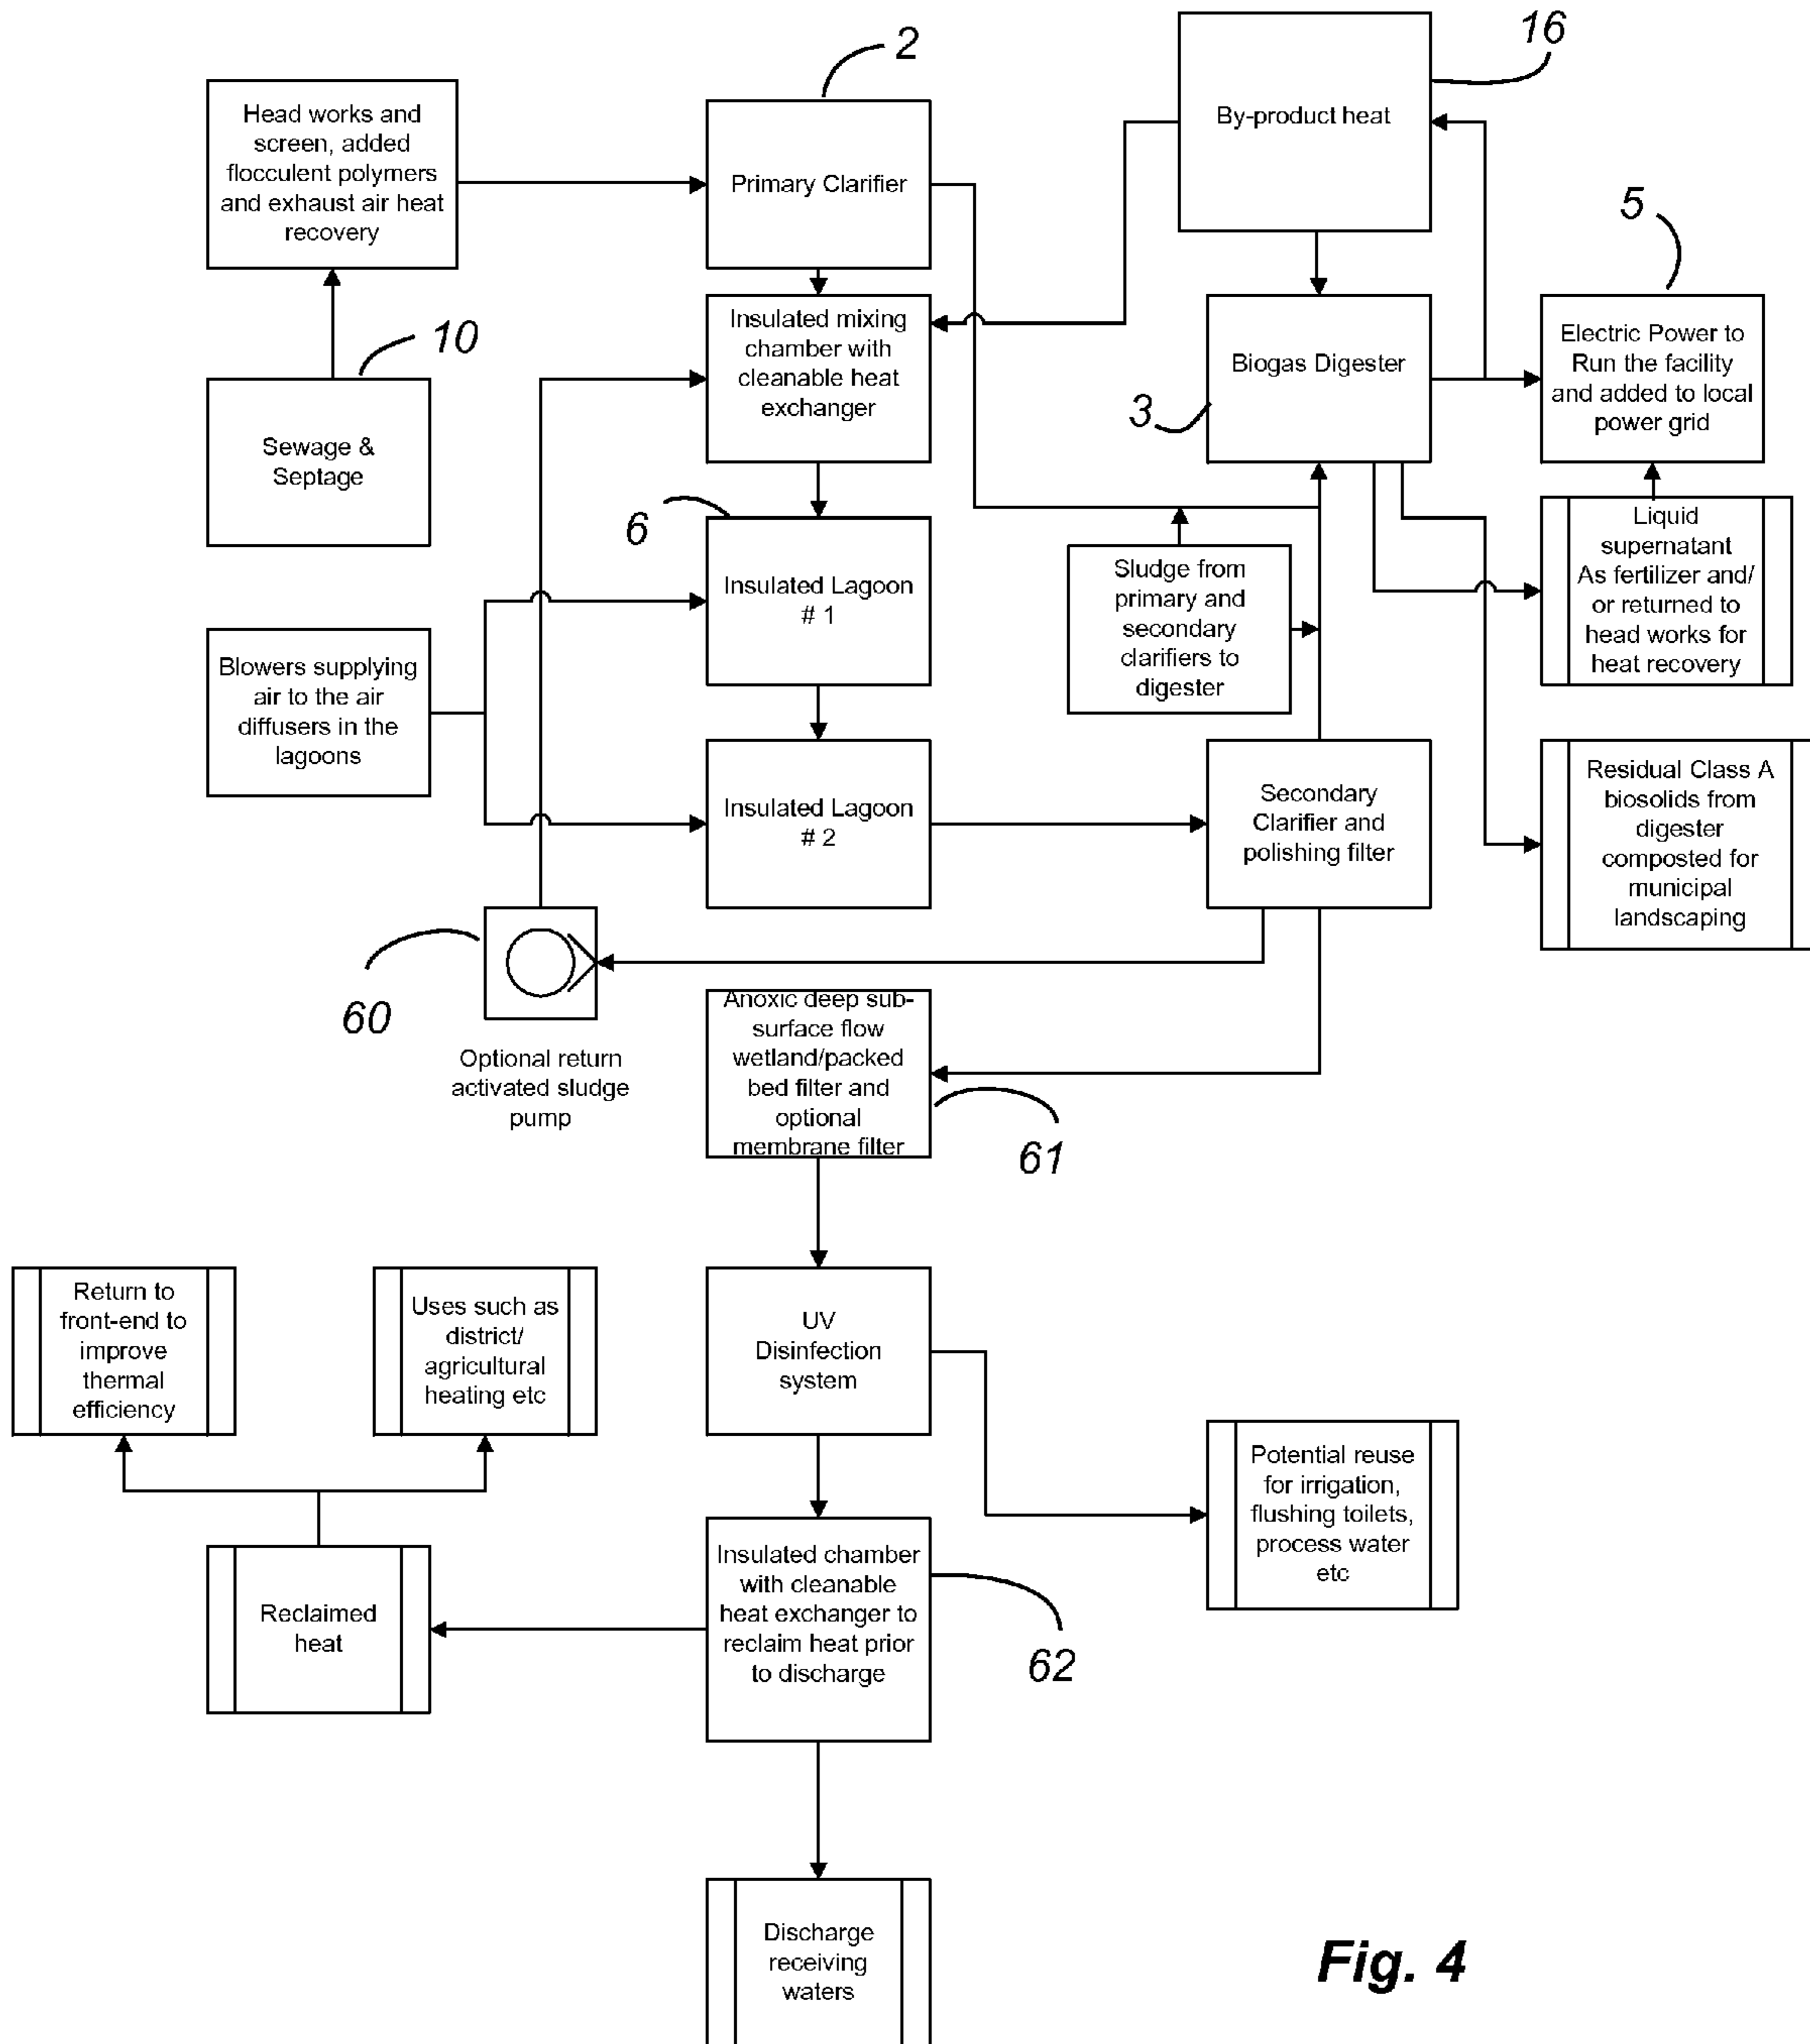 2
16
Head works and
screen, added
flocculent polymers
and exhaust air heat
recovery
Primary Clarifier
By-product heat
5
10
Insulated mixing
chamber with
cleanable heat
exchanger
Biogas Digester
3
Electric Power to
Run the facility
and added to local
power grid
Sewage &
Septage
6
Insulated Lagoon
# 1
Sludge from
primary and
secondary
clarifiers to
digester
Liquid
supernatant
As fertilizer and/
or returned to
head works for
heat recovery
Blowers supplying
air to the air
diffusers in the
lagoons
Insulated Lagoon
# 2
Secondary
Clarifier and
polishing filter
Residual Class A
biosolids from
digester
composted for
municipal
landscaping
60
Optional return
activated sludge
pump
Anoxic deep sub-
surface flow
wetland/packed
bed filter and
optional
membrane filter
61
Return to
front-end to
improve
thermal
efficiency
Uses such as
district/
agricultural
heating etc
UV
Disinfection
system
Potential reuse
for irrigation,
flushing toilets,
process water
etc
Reclaimed
heat
Insulated chamber
with cleanable
heat exchanger to
reclaim heat prior
to discharge
62
Discharge
receiving
waters
Fig. 4